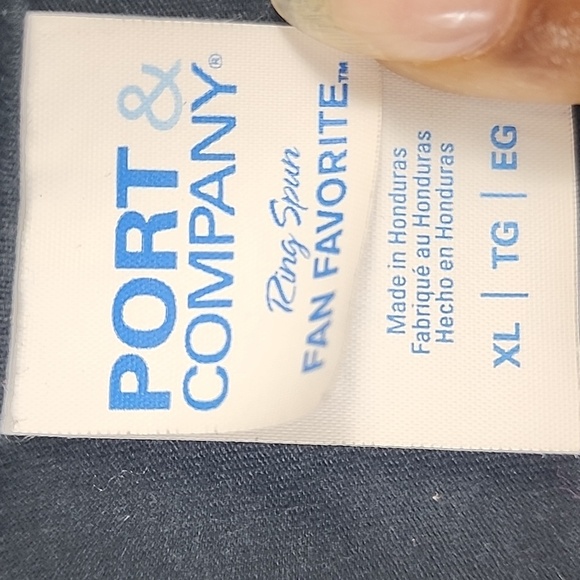 PORT &
COMPANY®
Ring Spun
FAN FAVORITE™
Made in Honduras
Fabriqué au Honduras
Hecho en Honduras
XL | TG | EG